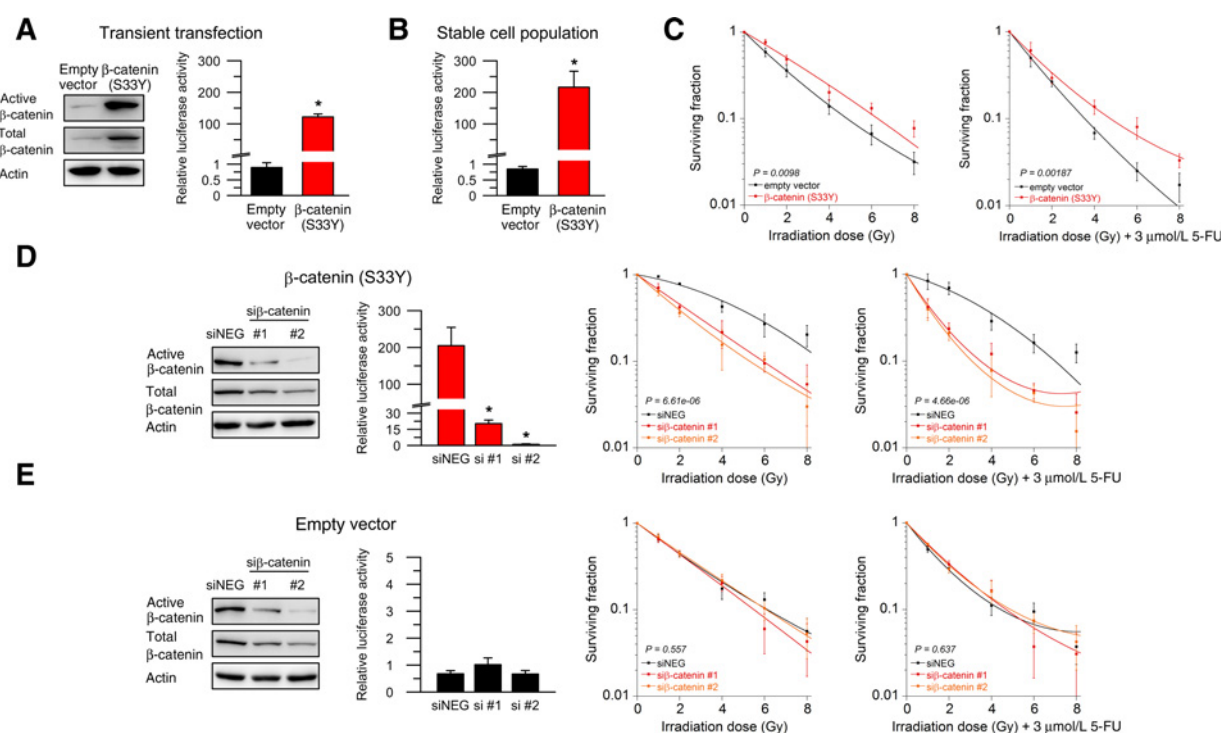 A
Transient transfection
Empty β-catenin
vector (S33Y)
Active
β-catenin
Total
β-catenin
Actin
Relative luciferase activity
300
200
100
1
0.5
0
*
Empty
vector
β-catenin
(S33Y)
B
Stable cell population
Relative luciferase activity
300
200
100
1
0.5
0
*
Empty
vector
β-catenin
(S33Y)
C
Surviving fraction
1
0.1
0.01
P = 0.0098
empty vector
β-catenin (S33Y)
0 2 4 6 8
Irradiation dose (Gy)
Surviving fraction
1
0.1
0.01
P = 0.00187
empty vector
β-catenin (S33Y)
0 2 4 6 8
Irradiation dose (Gy) + 3 μmol/L 5-FU
D
β-catenin (S33Y)
siβ-catenin
siNEG #1 #2
Active
β-catenin
Total
β-catenin
Actin
Relative luciferase activity
300
200
100
30
15
0
*
*
siNEG si #1 si #2
Surviving fraction
1
0.1
0.01
P = 6.61e-06
siNEG
siβ-catenin #1
siβ-catenin #2
0 2 4 6 8
Irradiation dose (Gy)
Surviving fraction
1
0.1
0.01
P = 4.66e-06
siNEG
siβ-catenin #1
siβ-catenin #2
0 2 4 6 8
Irradiation dose (Gy) + 3 μmol/L 5-FU
E
Empty vector
siβ-catenin
siNEG #1 #2
Active
β-catenin
Total
β-catenin
Actin
Relative luciferase activity
5
4
3
2
1
0
siNEG si #1 si #2
Surviving fraction
1
0.1
0.01
P = 0.557
siNEG
siβ-catenin #1
siβ-catenin #2
0 2 4 6 8
Irradiation dose (Gy)
Surviving fraction
1
0.1
0.01
P = 0.637
siNEG
siβ-catenin #1
siβ-catenin #2
0 2 4 6 8
Irradiation dose (Gy) + 3 μmol/L 5-FU